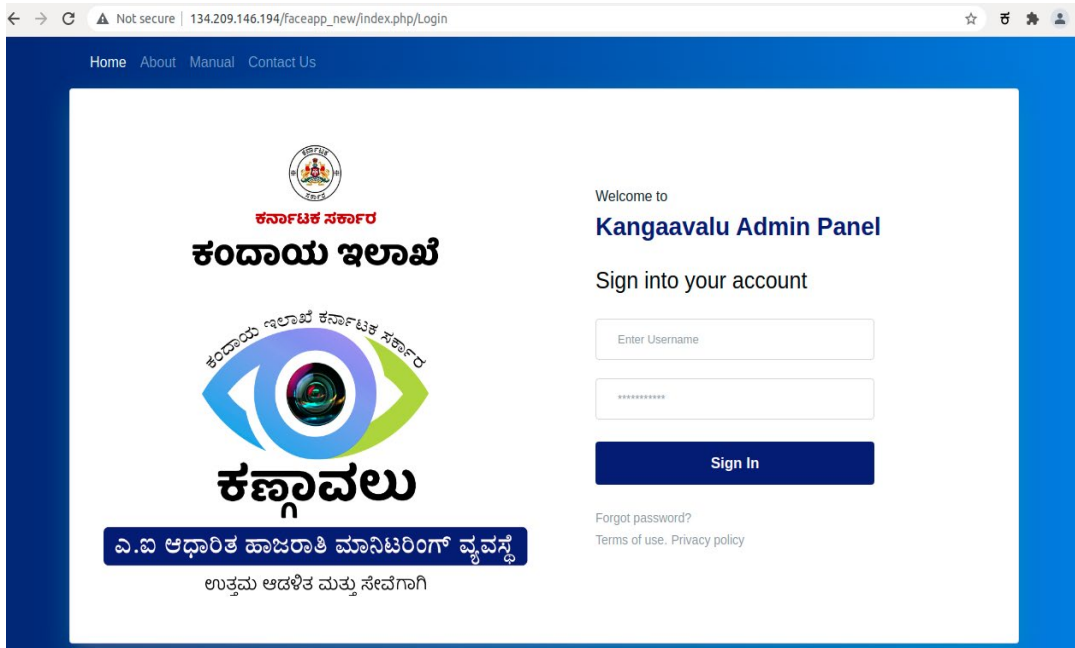 Not secure | 134.209.146.194/faceapp_new/index.php/Login
ಕ
Home About Manual Contact Us
ಕರ್ನಾಟಕ ಸರ್ಕಾರ
ಕಂದಾಯ ಇಲಾಖೆ
ಕಂದಾಯ ಇಲಾಖೆ ಕರ್ನಾಟಕ ಸರ್ಕಾರ
ಕಣ್ಗಾವಲು
ಎ.ಐ ಆಧಾರಿತ ಹಾಜರಾತಿ ಮಾನಿಟರಿಂಗ್ ವ್ಯವಸ್ಥೆ
ಉತ್ತಮ ಆಡಳಿತ ಮತ್ತು ಸೇವೆಗಾಗಿ
Welcome to
Kangaavalu Admin Panel
Sign into your account
Enter Username
***********
Sign In
Forgot password?
Terms of use. Privacy policy